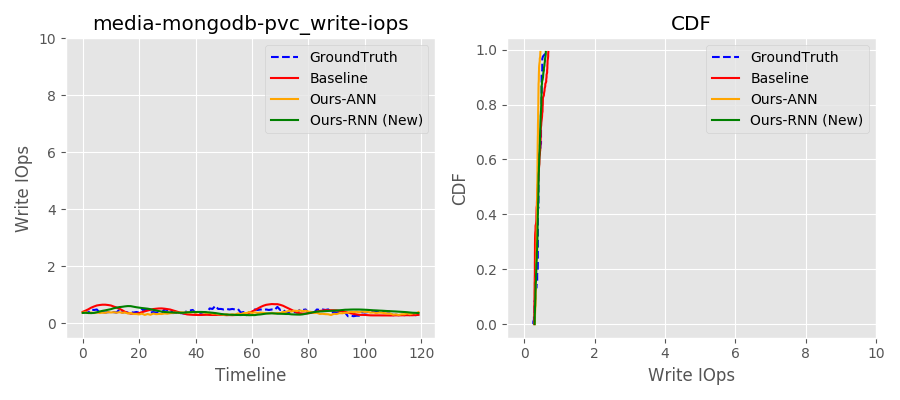 media-mongodb-pvc_write-iops
10
8
6
4
2
0
Write IOps
0 20 40 60 80 100 120
Timeline
GroundTruth
Baseline
Ours-ANN
Ours-RNN (New)
CDF
1.0
0.8
0.6
0.4
0.2
0.0
CDF
0 2 4 6 8 10
Write IOps
GroundTruth
Baseline
Ours-ANN
Ours-RNN (New)